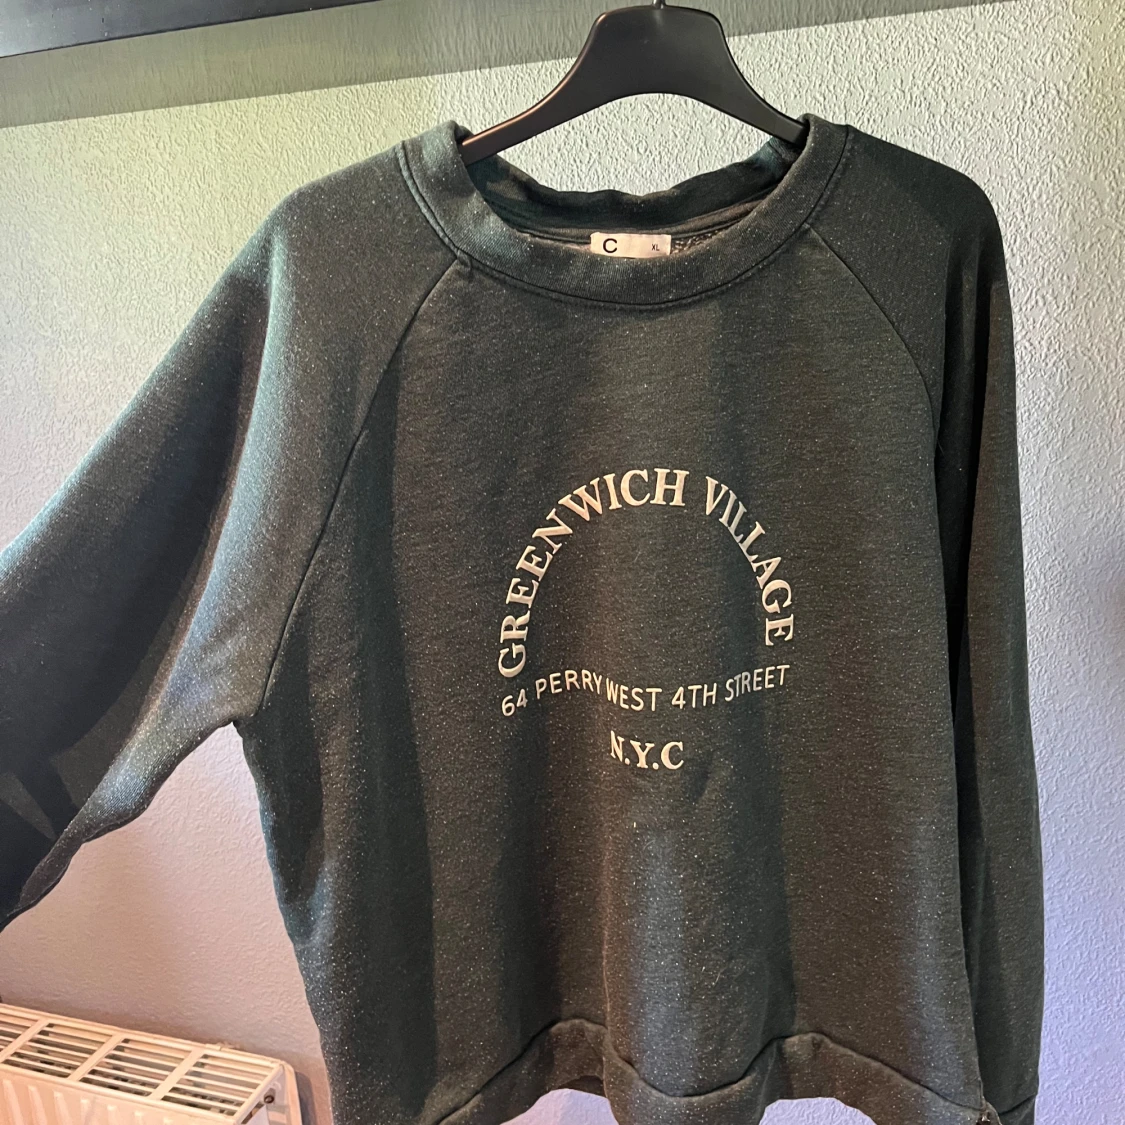 C XL
GREENWICH VILLAGE
64 PERRY WEST 4TH STREET
N.Y.C